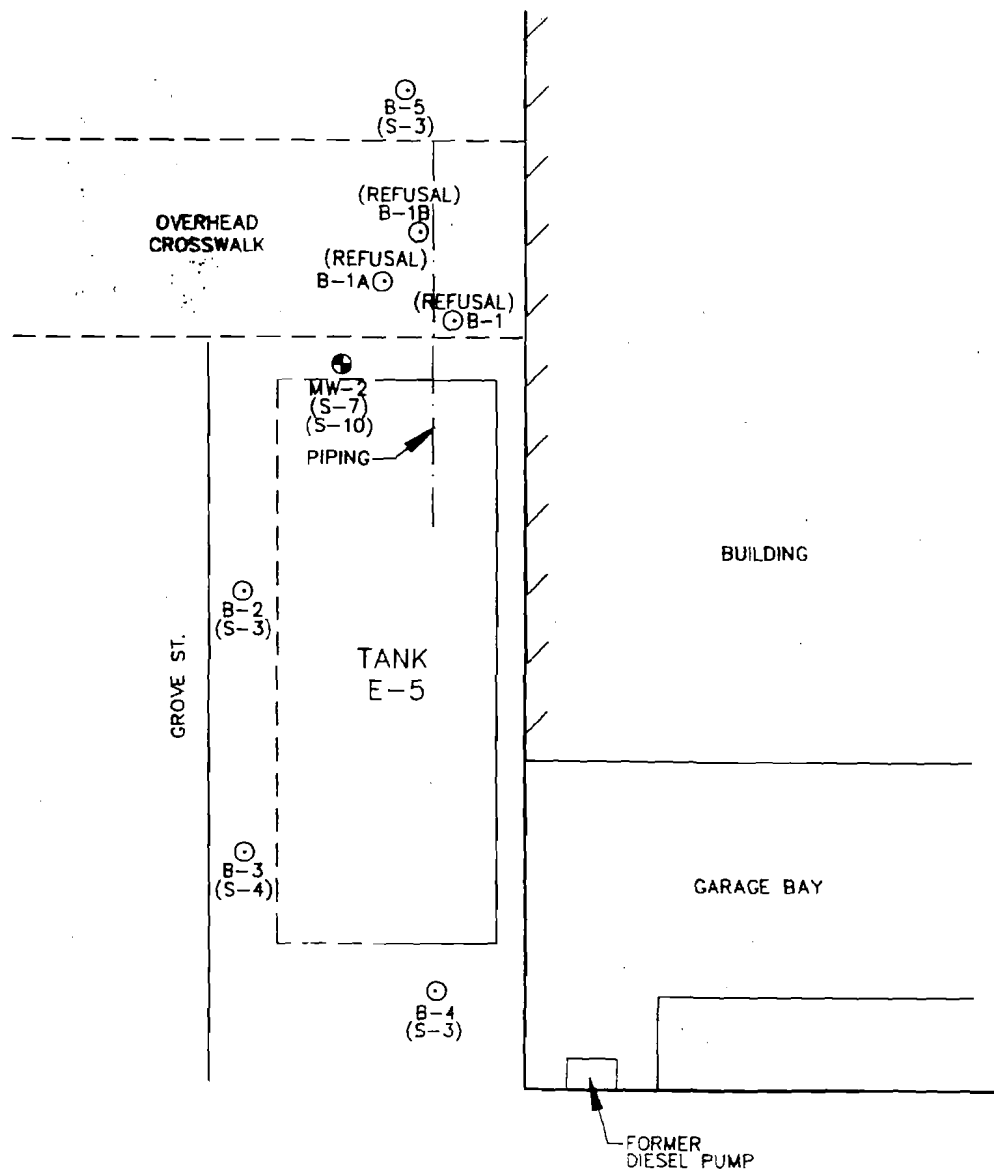 B-5
(S-3)
(REFUSAL)
B-1B
OVERHEAD
CROSSWALK
(REFUSAL)
B-1A
(REFUSAL)
B-1
MW-2
(S-7)
(S-10)
PIPING
BUILDING
B-2
(S-3)
TANK
E-5
GROVE ST.
B-3
(S-4)
GARAGE BAY
B-4
(S-3)
FORMER
DIESEL PUMP